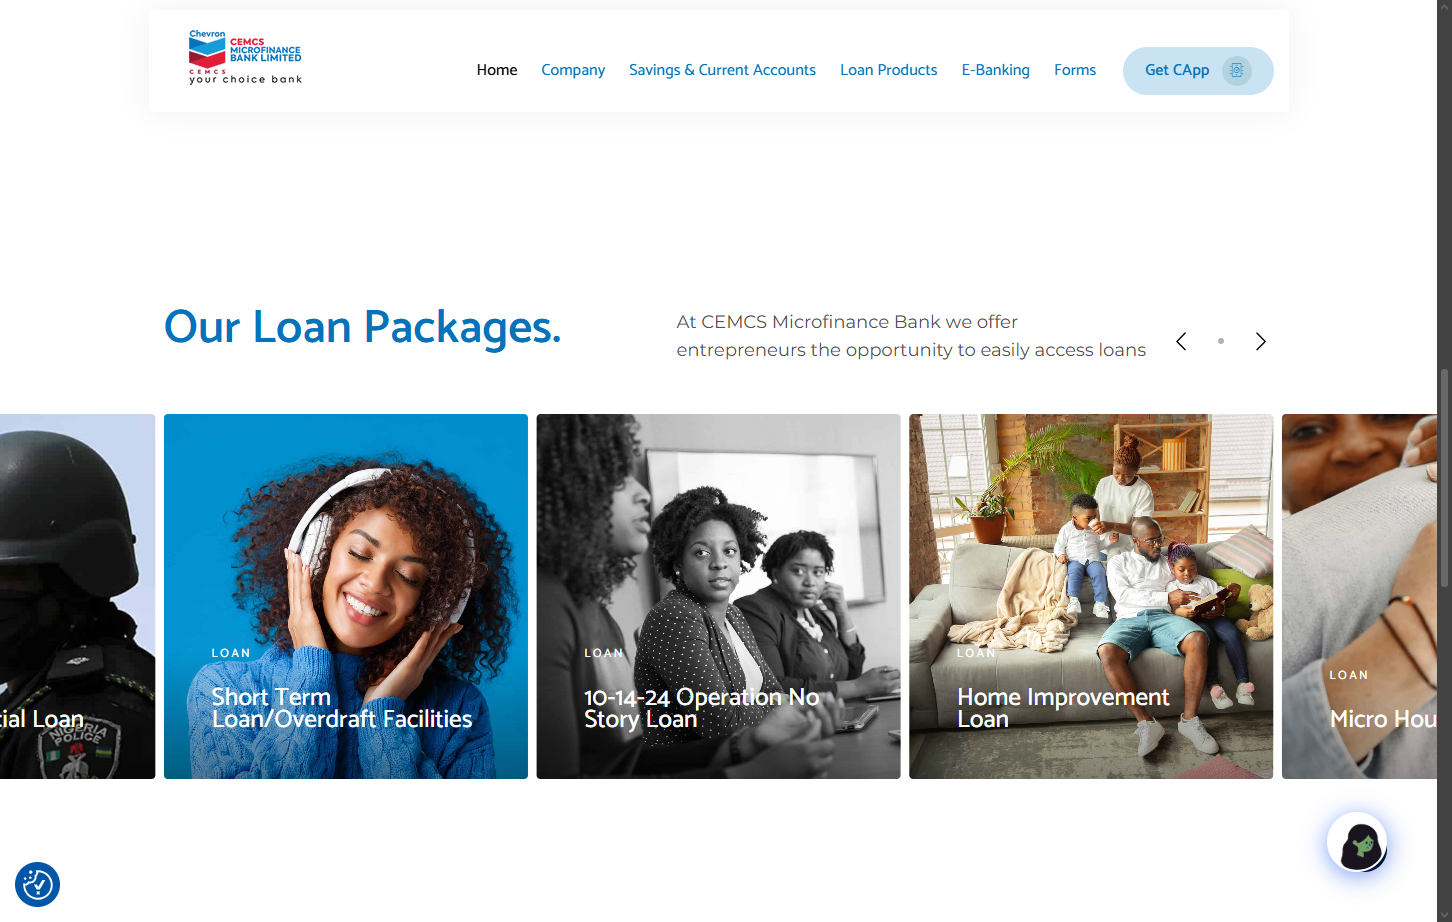 Chevron
CEMCS
MICROFINANCE
BANK LIMITED
CEMCS
your choice bank
Home
Company
Savings & Current Accounts
Loan Products
E-Banking
Forms
Get CApp
Our Loan Packages.
At CEMCS Microfinance Bank we offer
entrepreneurs the opportunity to easily access loans
ial Loan
NIGERIA
POLICE
LOAN
Short Term
Loan/Overdraft Facilities
LOAN
10-14-24 Operation No
Story Loan
LOAN
Home Improvement
Loan
LOAN
Micro Hou